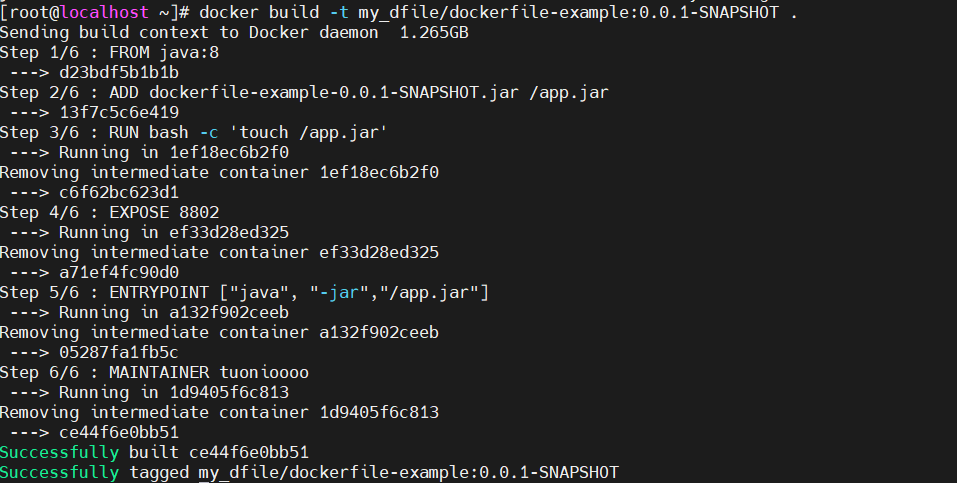 [root@localhost ~]# docker build -t my_dfile/dockerfile-example:0.0.1-SNAPSHOT .
Sending build context to Docker daemon  1.265GB
Step 1/6 : FROM java:8
 ---> d23bdf5b1b1b
Step 2/6 : ADD dockerfile-example-0.0.1-SNAPSHOT.jar /app.jar
 ---> 13f7c5c6e419
Step 3/6 : RUN bash -c 'touch /app.jar'
 ---> Running in 1ef18ec6b2f0
Removing intermediate container 1ef18ec6b2f0
 ---> c6f62bc623d1
Step 4/6 : EXPOSE 8802
 ---> Running in ef33d28ed325
Removing intermediate container ef33d28ed325
 ---> a71ef4fc90d0
Step 5/6 : ENTRYPOINT ["java", "-jar","/app.jar"]
 ---> Running in a132f902ceeb
Removing intermediate container a132f902ceeb
 ---> 05287fa1fb5c
Step 6/6 : MAINTAINER tuonioooo
 ---> Running in 1d9405f6c813
Removing intermediate container 1d9405f6c813
 ---> ce44f6e0bb51
Successfully built ce44f6e0bb51
Successfully tagged my_dfile/dockerfile-example:0.0.1-SNAPSHOT